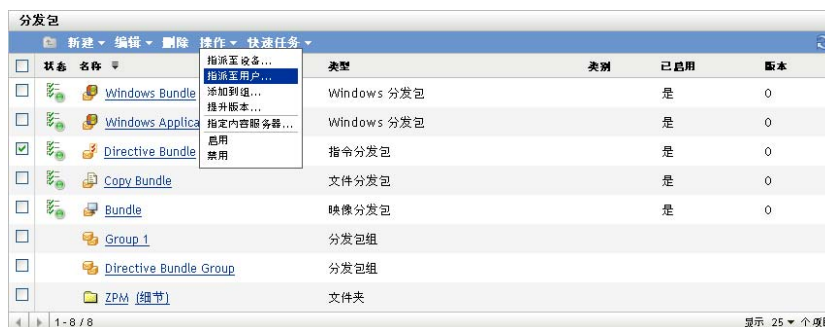 分发包
新建 编辑 删除 操作 快速任务
状态 名称 类型 类别 已启用 版本
指派至设备...
指派至用户...
添加到组...
提升版本...
指定内容服务器...
启用
禁用
Windows Bundle Windows 分发包 是 0
Windows Applica Windows 分发包 是 0
Directive Bundle 指令分发包 是 0
Copy Bundle 文件分发包 是 0
Bundle 映像分发包 是 0
Group 1 分发包组
Directive Bundle Group 分发包组
ZPM (细节) 文件夹
1 - 8 / 8 显示 25 个项目